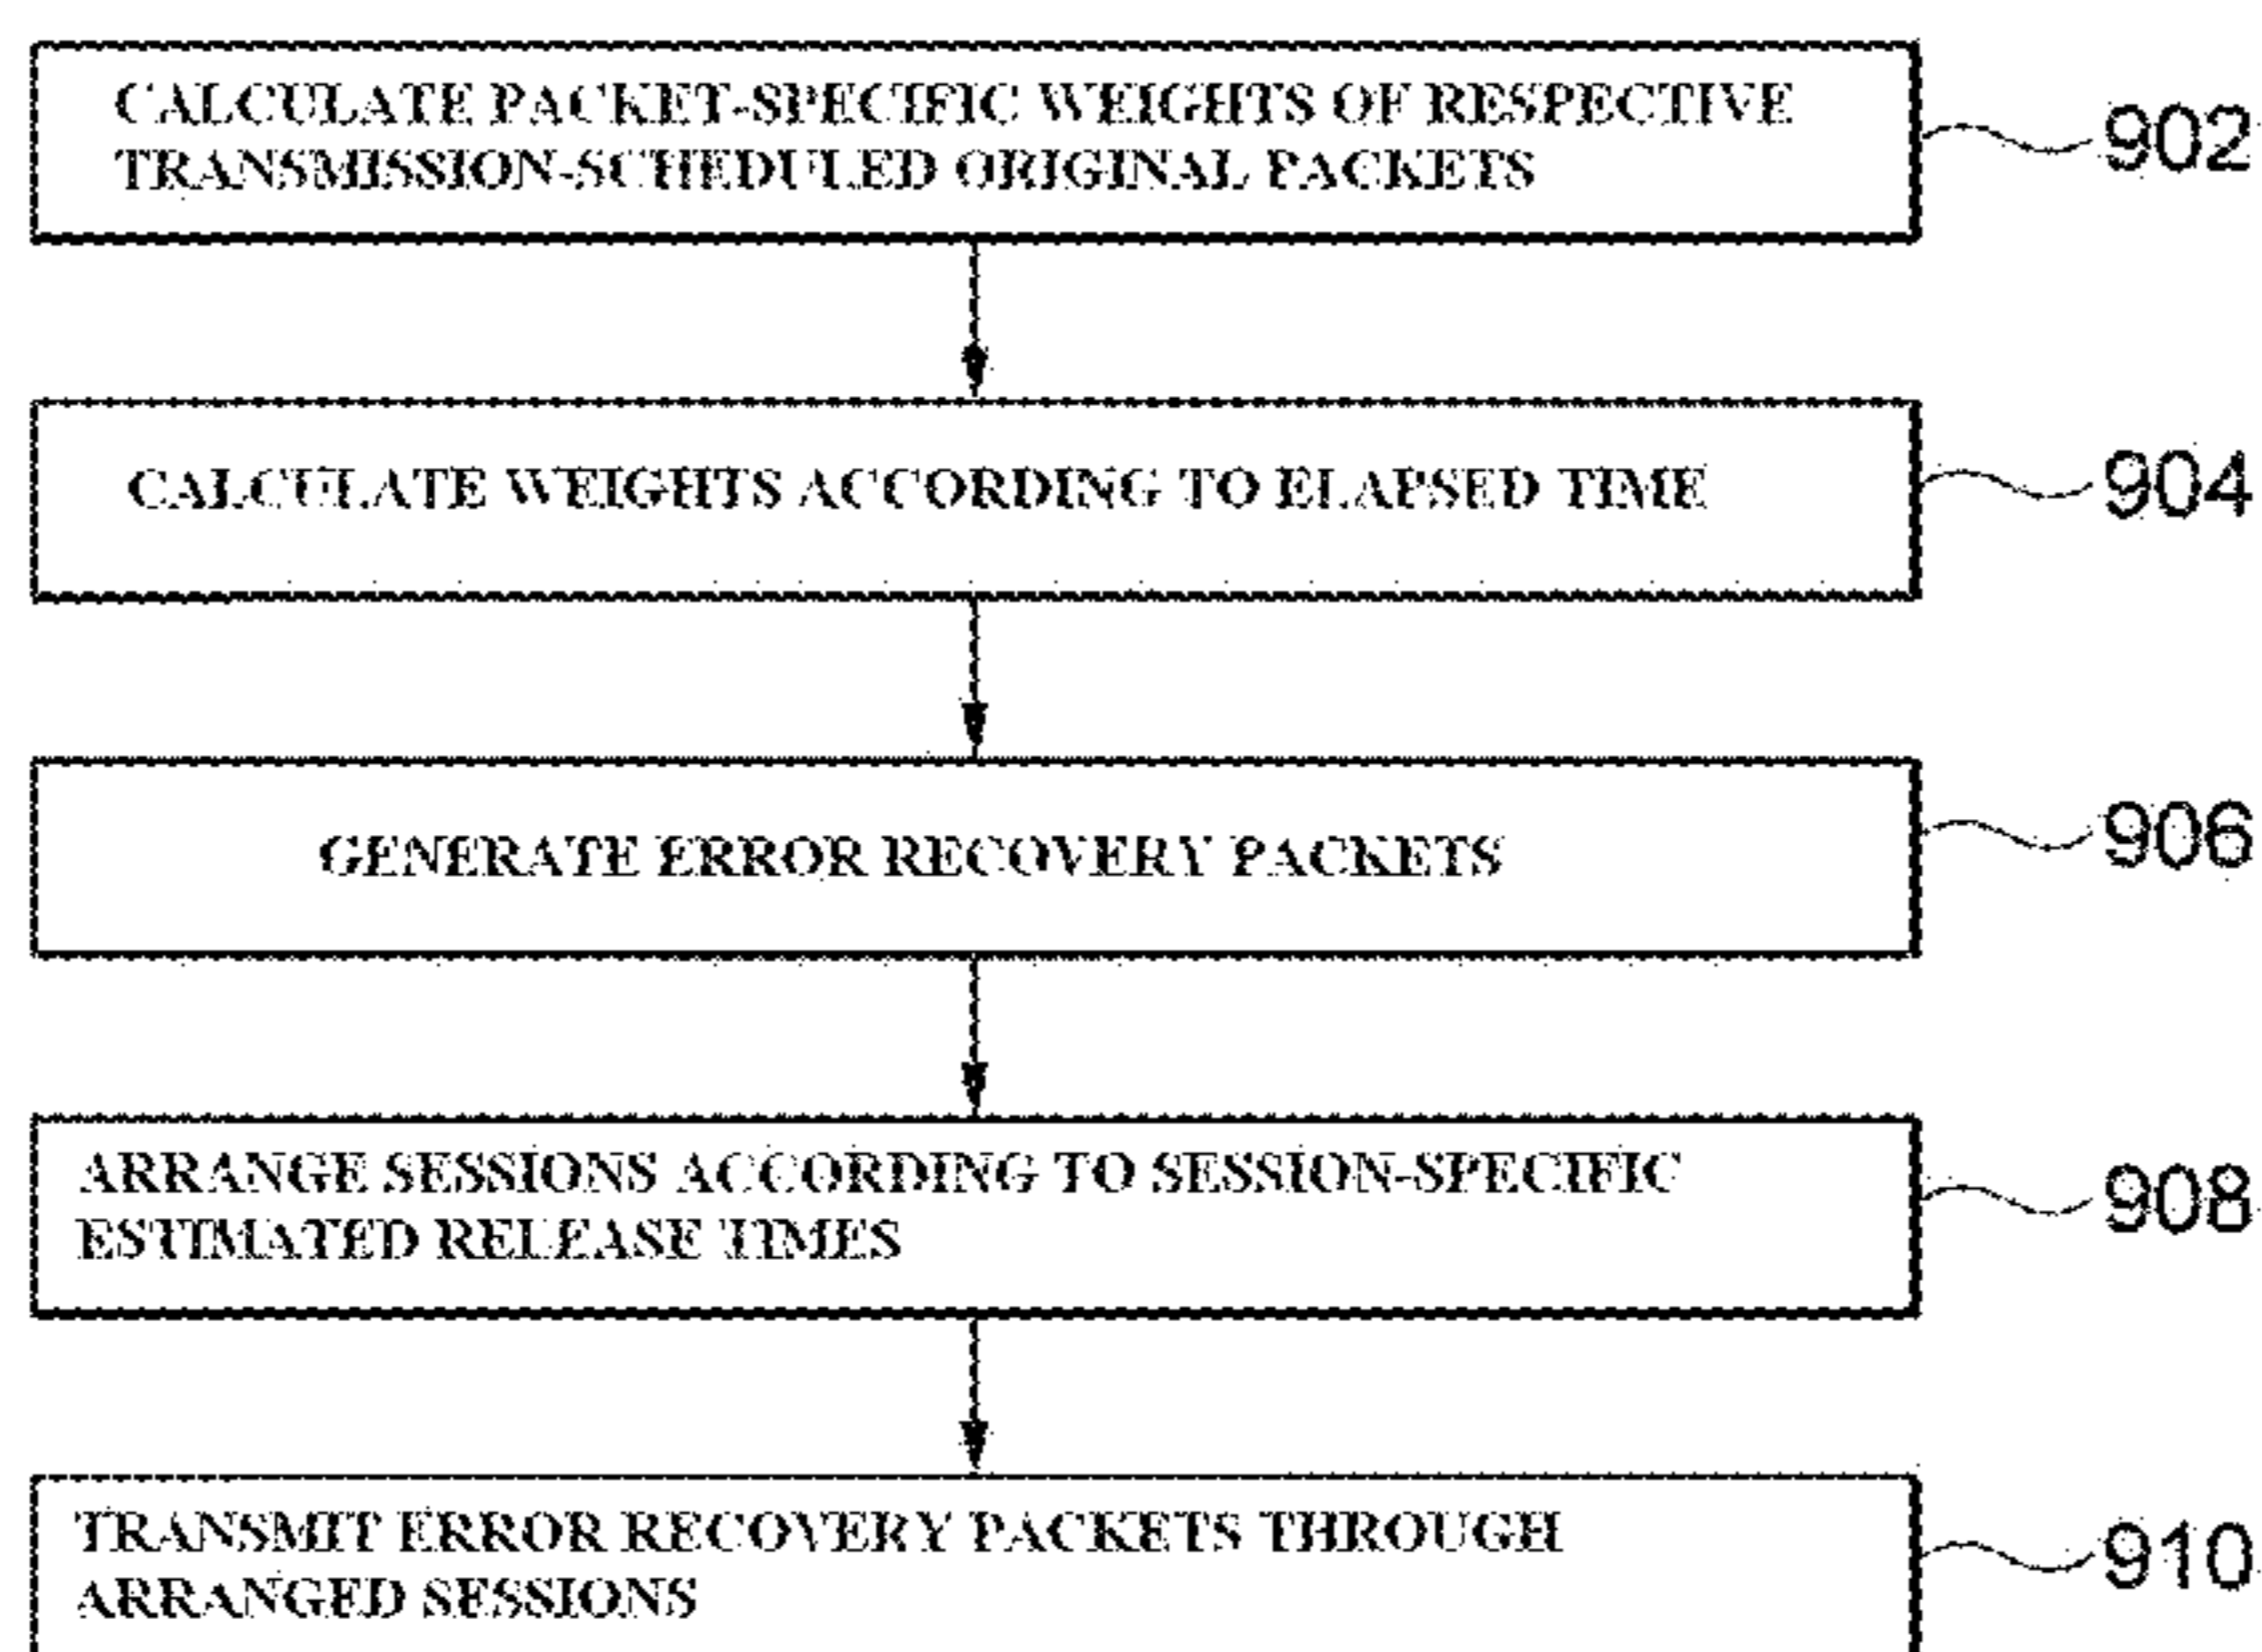 CALCULATE PACKET-SPECIFIC WEIGHTS OF RESPECTIVE
TRANSMISSION-SCHEDULED ORIGINAL PACKETS
902
CALCULATE WEIGHTS ACCORDING TO ELAPSED TIME
904
GENERATE ERROR RECOVERY PACKETS
906
ARRANGE SESSIONS ACCORDING TO SESSION-SPECIFIC
ESTIMATED RELEASE TIMES
908
TRANSMIT ERROR RECOVERY PACKETS THROUGH
ARRANGED SESSIONS
910